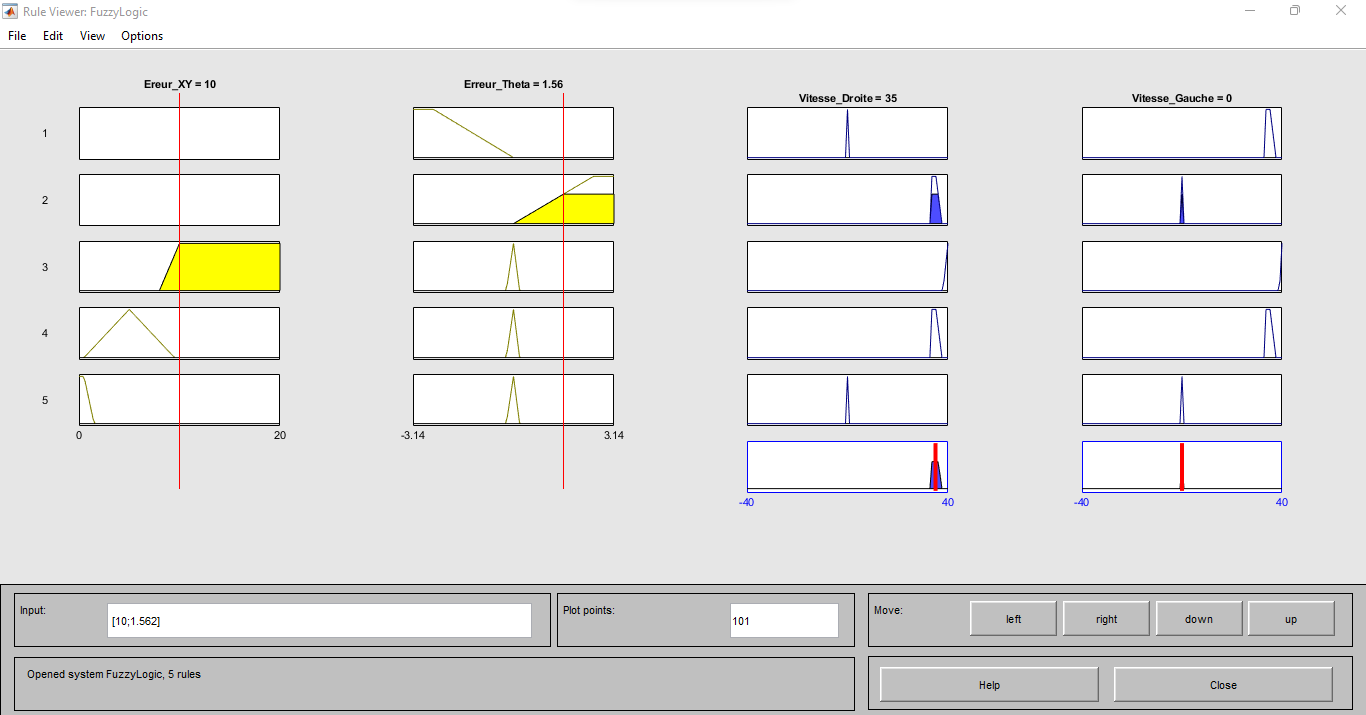 Rule Viewer: FuzzyLogic
File Edit View Options
Ereur_XY = 10
Erreur_Theta = 1.56
Vitesse_Droite = 35
Vitesse_Gauche = 0
1
2
3
4
5
0 20
-3.14 3.14
-40 40
-40 40
Input:
[10;1.562]
Plot points:
101
Move:
left
right
down
up
Opened system FuzzyLogic, 5 rules
Help
Close